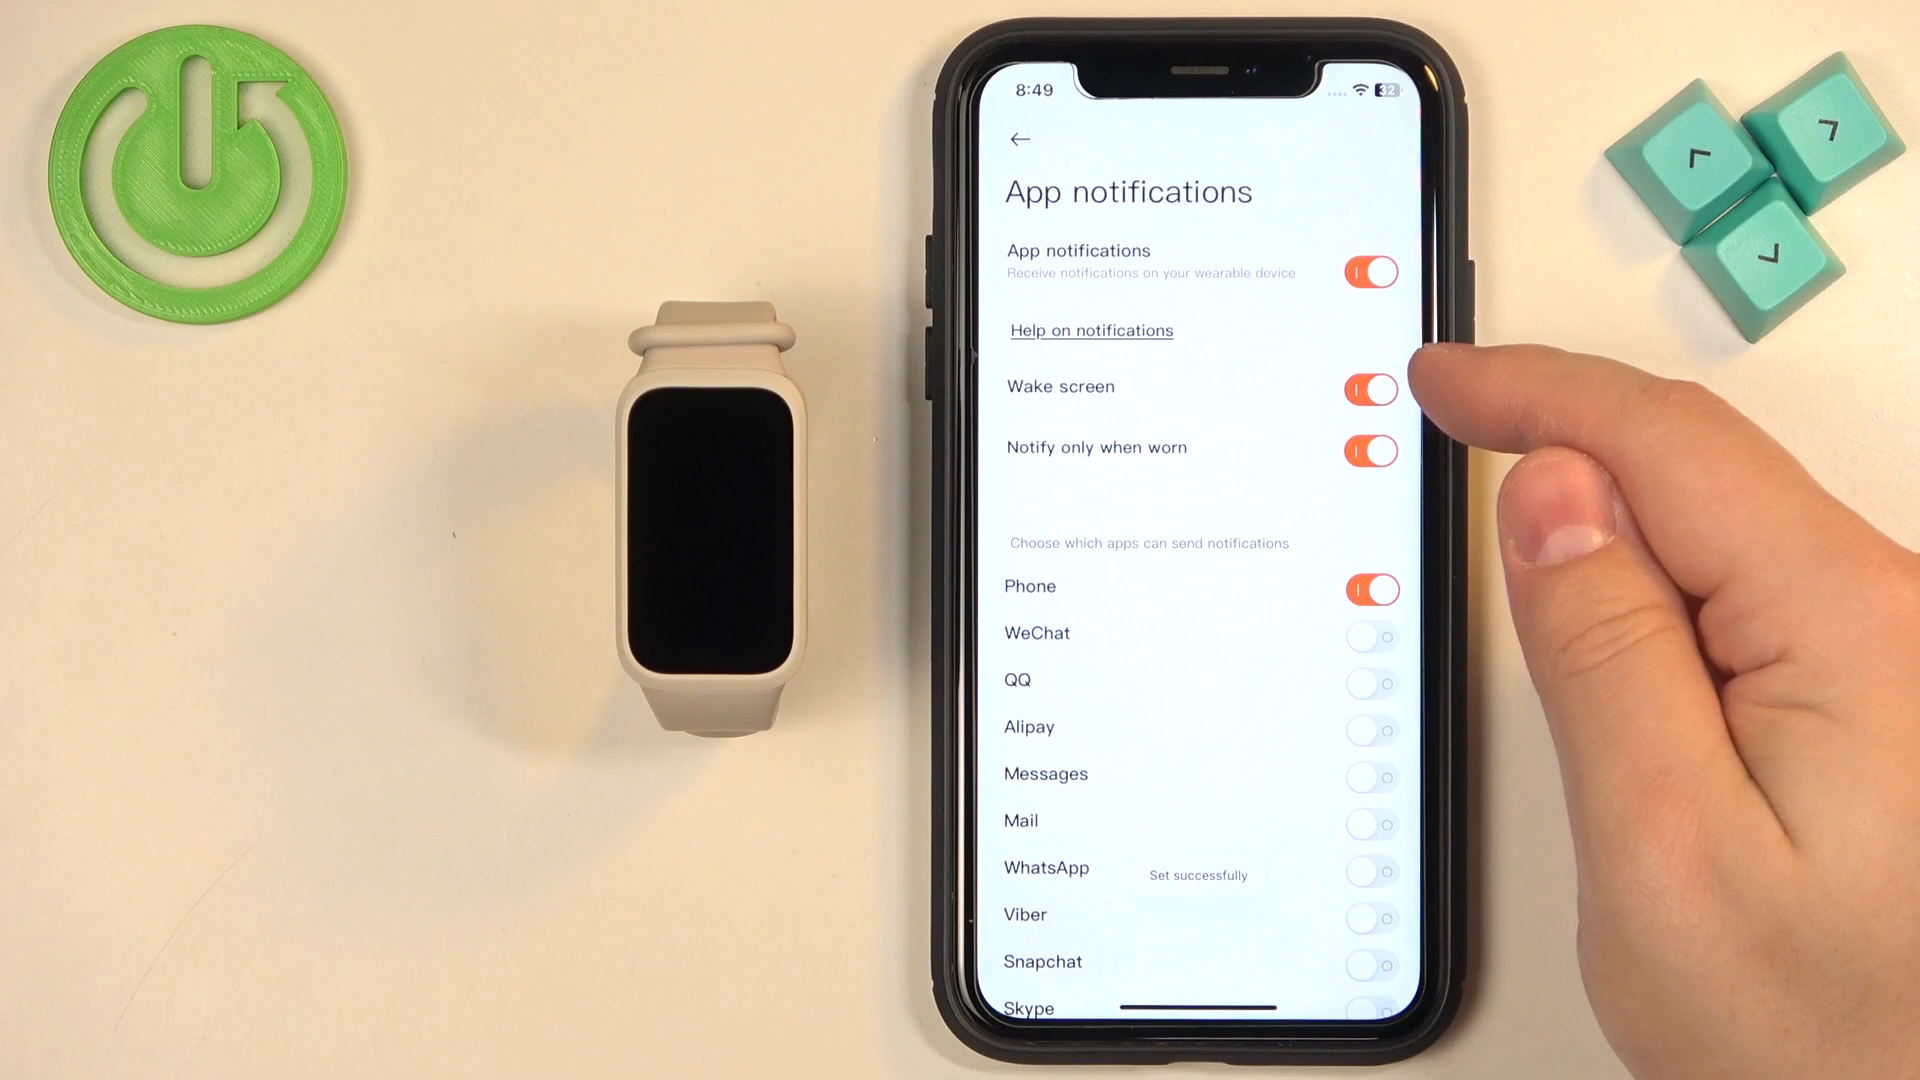 8:49
32
←
App notifications
App notifications
Receive notifications on your wearable device
Help on notifications
Wake screen
Notify only when worn
Choose which apps can send notifications
Phone
WeChat
QQ
Alipay
Messages
Mail
WhatsApp
Set successfully
Viber
Snapchat
Skype